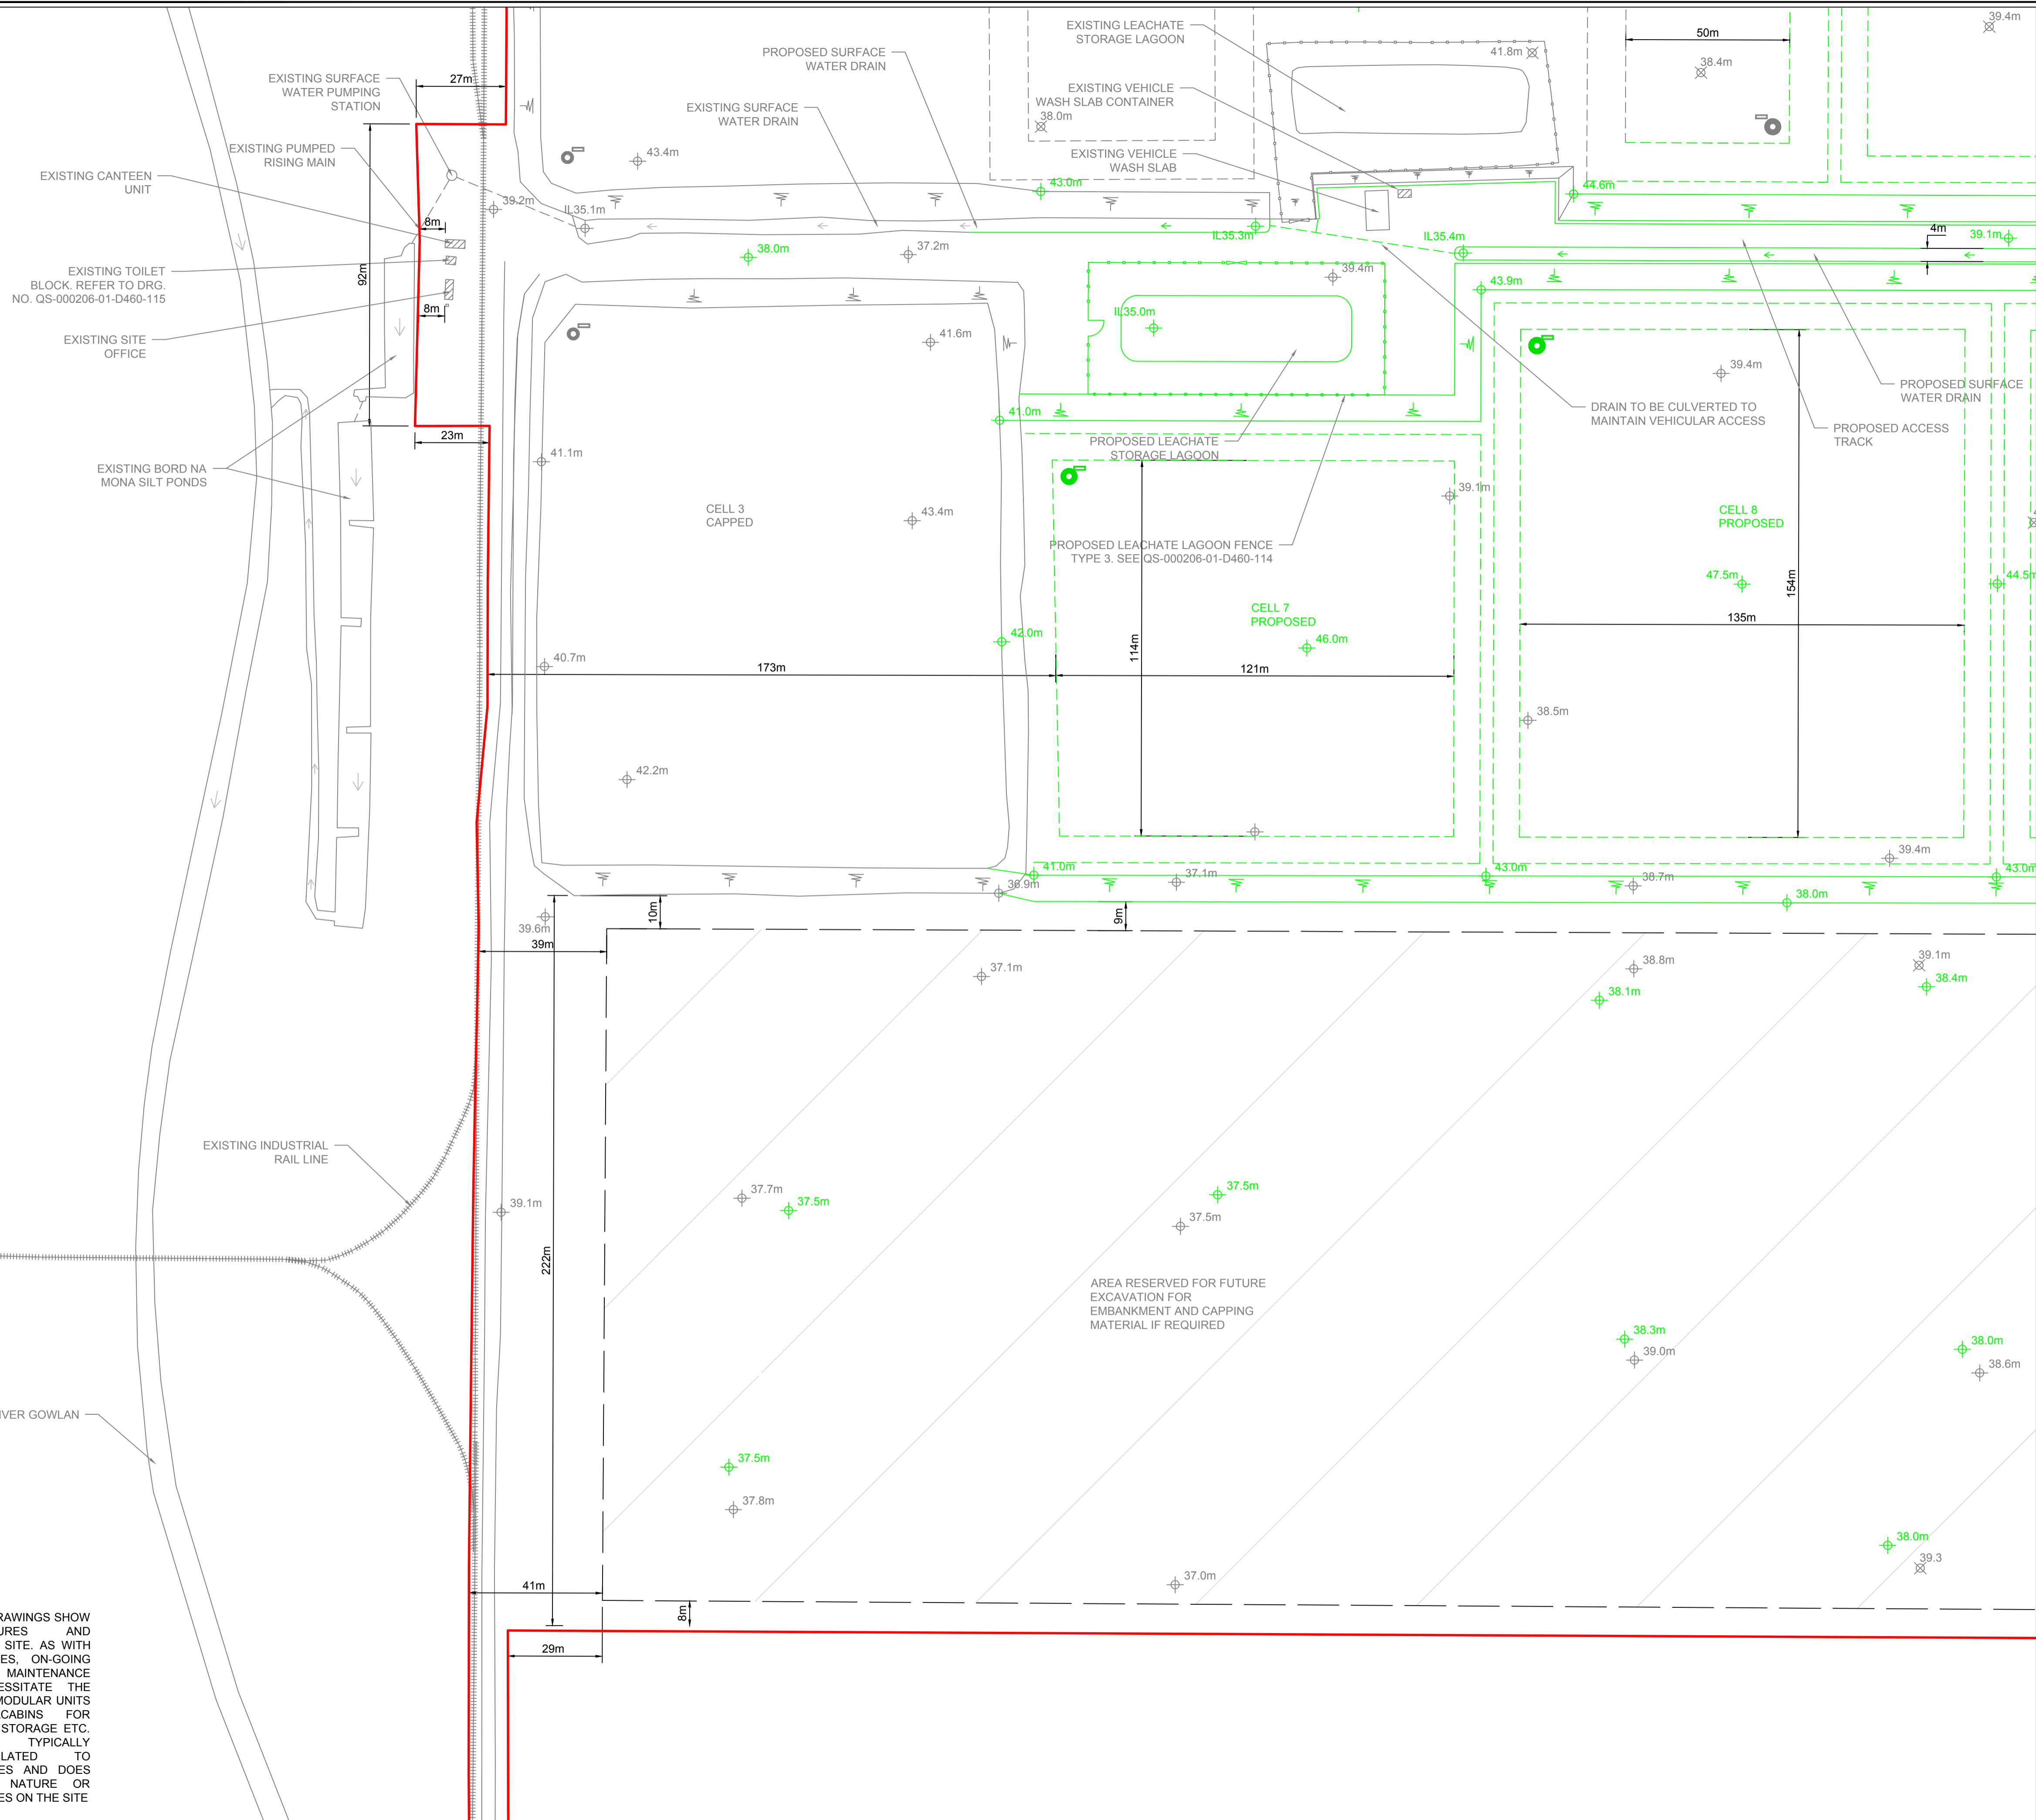 39.4m
EXISTING LEACHATE
STORAGE LAGOON
50m
PROPOSED SURFACE
WATER DRAIN
41.8m
38.4m
EXISTING SURFACE
WATER PUMPING
STATION
27m
EXISTING VEHICLE
WASH SLAB CONTAINER
EXISTING SURFACE
WATER DRAIN
38.0m
EXISTING PUMPED
RISING MAIN
43.4m
EXISTING VEHICLE
WASH SLAB
EXISTING CANTEEN
UNIT
43.0m
44.6m
39.2m
IL35.1m
8m
IL35.3m
IL35.4m
4m
39.1m
38.0m
37.2m
92m
EXISTING TOILET
BLOCK. REFER TO DRG.
NO. QS-000206-01-D460-115
39.4m
43.9m
8m
IL35.0m
EXISTING SITE
OFFICE
41.6m
39.4m
PROPOSED SURFACE
WATER DRAIN
DRAIN TO BE CULVERTED TO
MAINTAIN VEHICULAR ACCESS
41.0m
PROPOSED ACCESS
TRACK
23m
PROPOSED LEACHATE
STORAGE LAGOON
41.1m
EXISTING BORD NA
MONA SILT PONDS
39.1m
CELL 3
CAPPED
43.4m
CELL 8
PROPOSED
PROPOSED LEACHATE LAGOON FENCE
TYPE 3. SEE QS-000206-01-D460-114
47.5m
154m
44.5m
CELL 7
PROPOSED
135m
42.0m
46.0m
114m
40.7m
173m
121m
38.5m
42.2m
39.4m
41.0m
37.1m
43.0m
38.7m
43.0m
36.9m
38.0m
10m
9m
39.6m
39m
37.1m
38.8m
39.1m
38.4m
38.1m
EXISTING INDUSTRIAL
RAIL LINE
39.1m
37.7m
37.5m
37.5m
37.5m
222m
AREA RESERVED FOR FUTURE
EXCAVATION FOR
EMBANKMENT AND CAPPING
MATERIAL IF REQUIRED
38.3m
39.0m
38.0m
38.6m
IVER GOWLAN
37.5m
37.8m
38.0m
39.3
37.0m
41m
8m
29m
RAWINGS SHOW
URES AND
SITE. AS WITH
ES, ON-GOING
MAINTENANCE
ESSITATE THE
MODULAR UNITS
CABINS FOR
STORAGE ETC.
TYPICALLY
LATED TO
ES AND DOES
NATURE OR
ES ON THE SITE